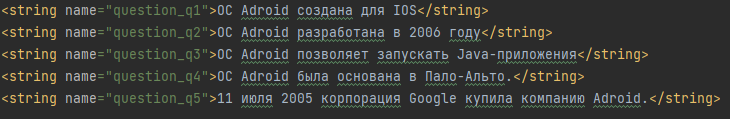 <string name="question_q1">ОС Adroid создана для IOS</string>
<string name="question_q2">ОС Adroid разработана в 2006 году</string>
<string name="question_q3">ОС Adroid позволяет запускать Java-приложения</string>
<string name="question_q4">ОС Adroid была основана в Пало-Альто.</string>
<string name="question_q5">11 июля 2005 корпорация Google купила компанию Adroid.</string>